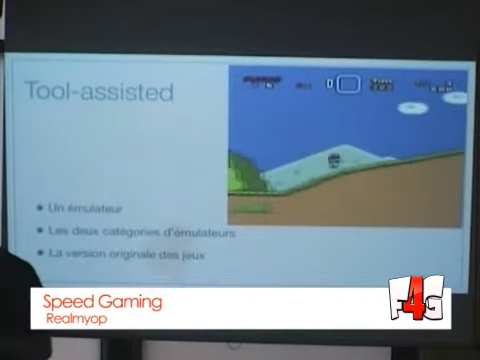 Tool-assisted
Un émulateur
Les deux catégories d'émulateurs
La version originale des jeux
Speed Gaming
Realmyop
F4G